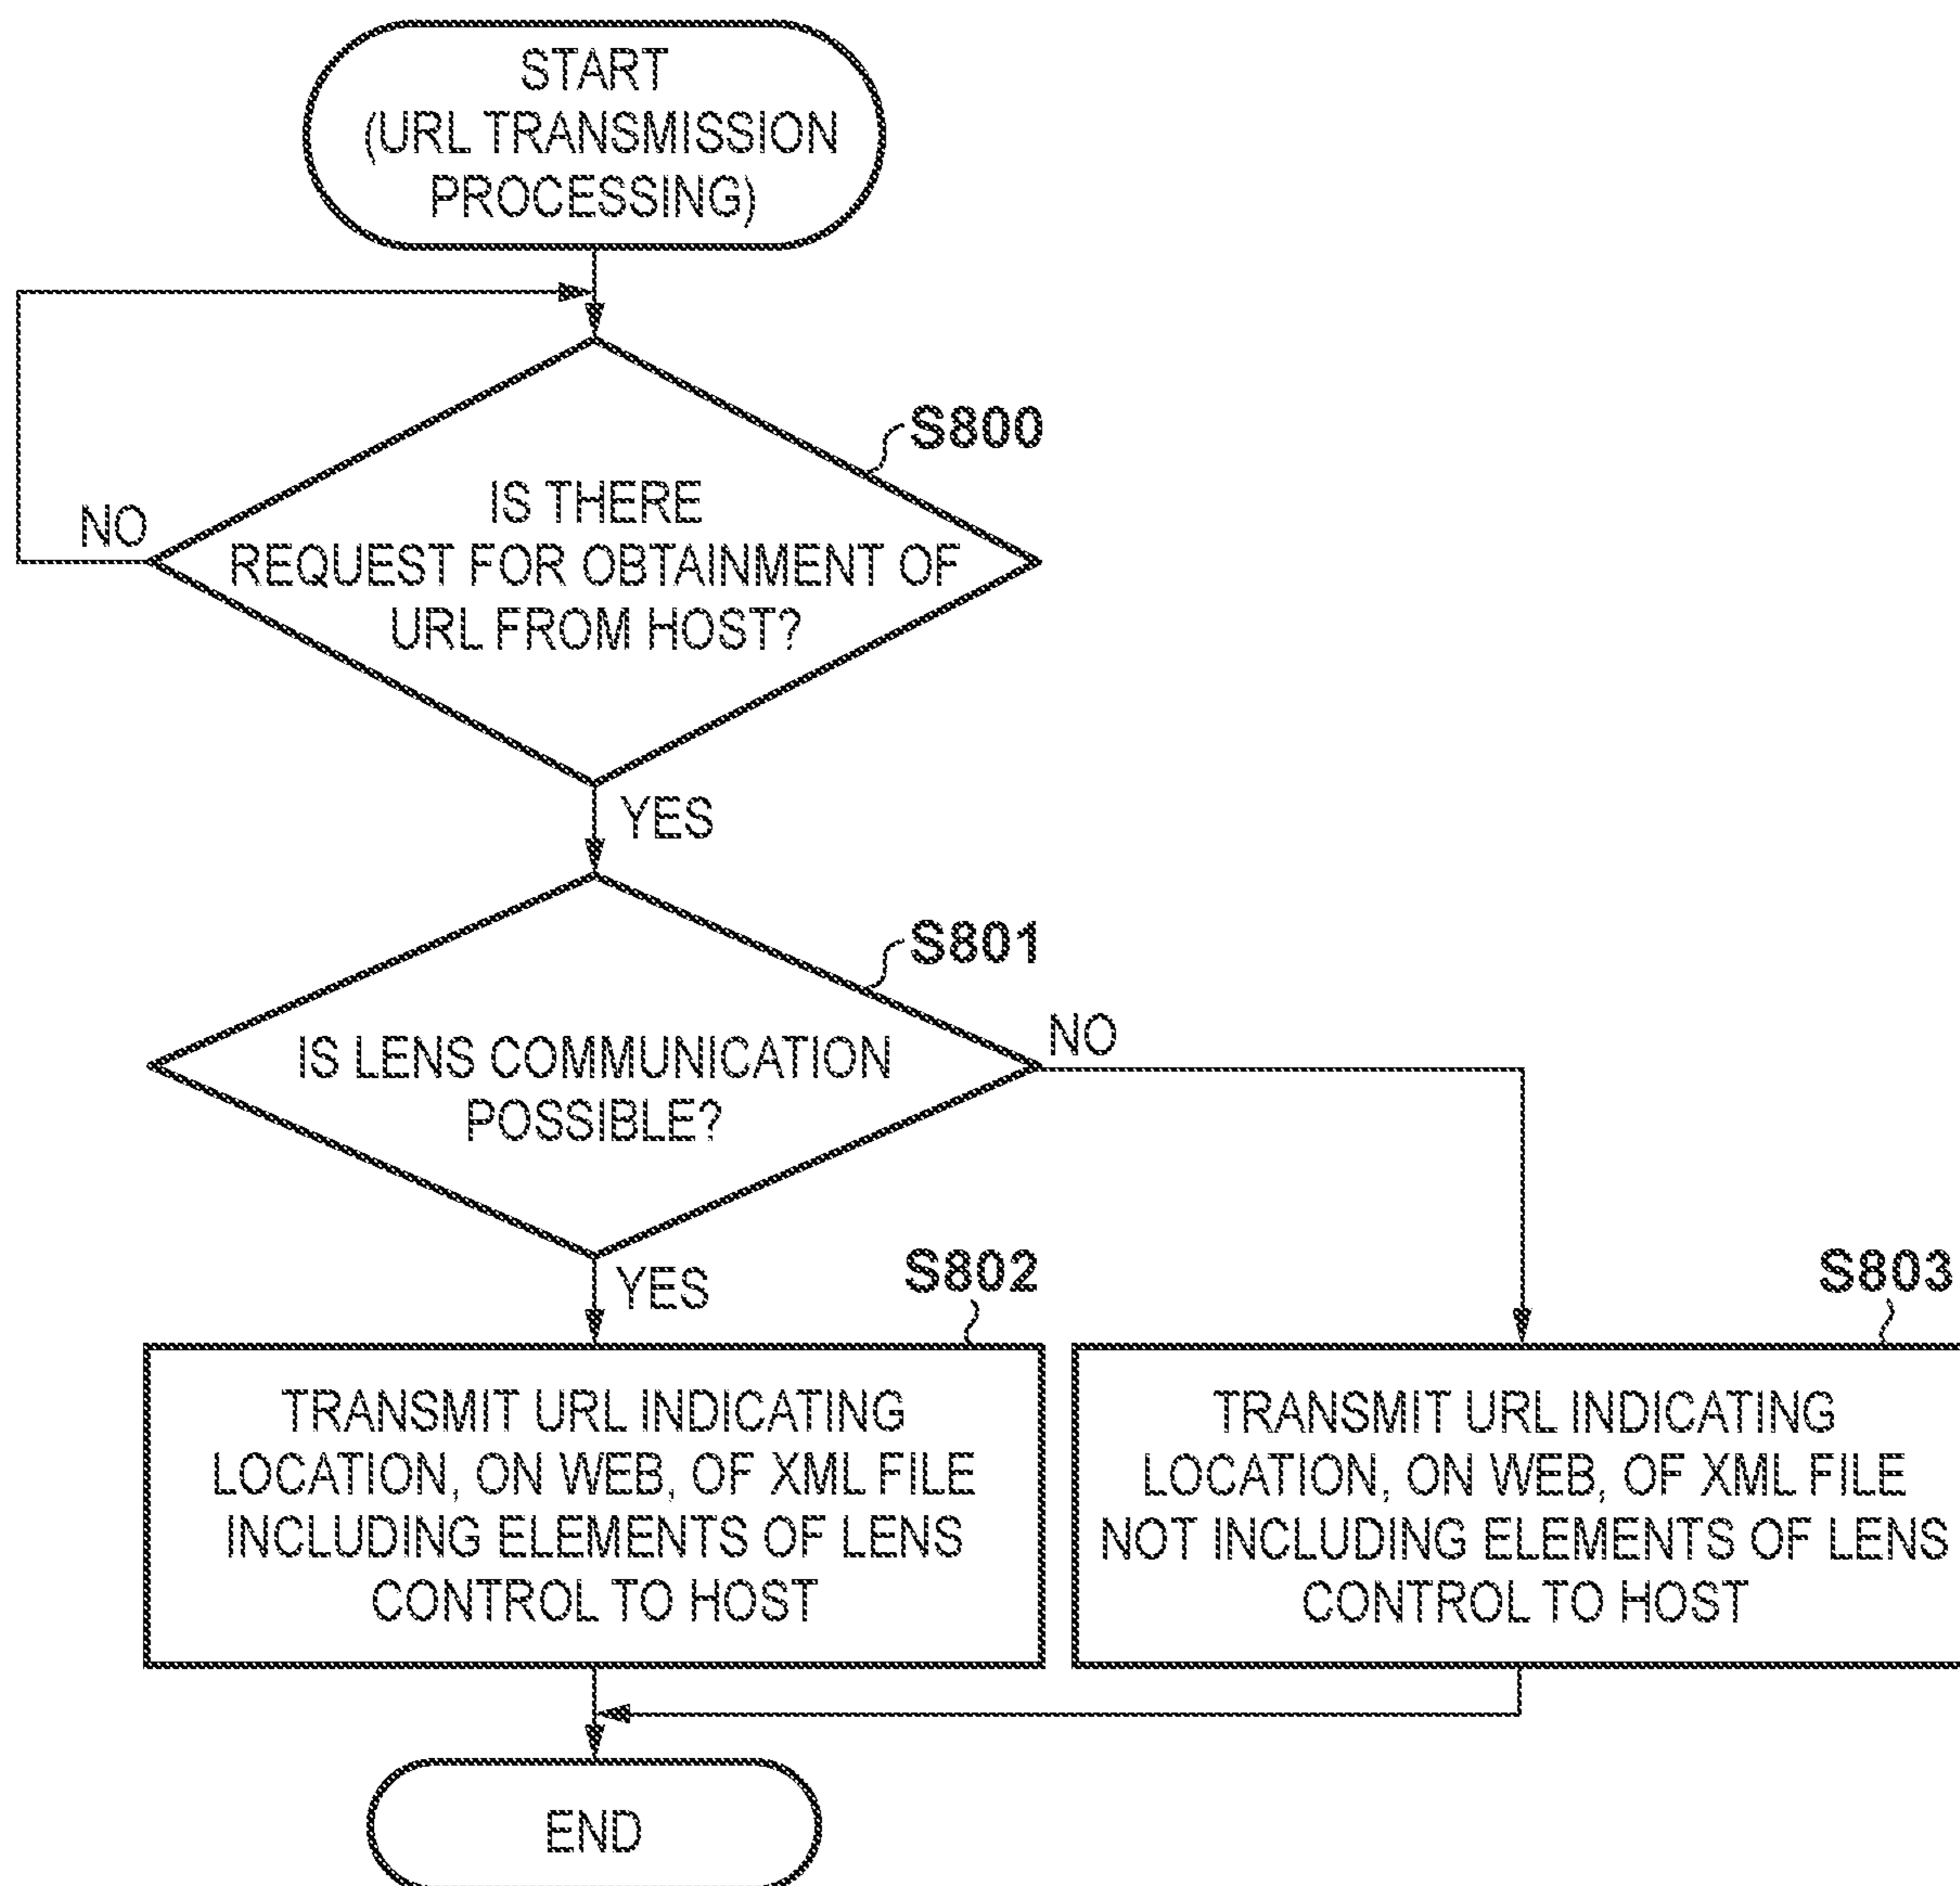 START
(URL TRANSMISSION
PROCESSING)
S800
IS THERE
REQUEST FOR OBTAINMENT OF
URL FROM HOST?
NO
YES
S801
IS LENS COMMUNICATION
POSSIBLE?
NO
YES
S802
TRANSMIT URL INDICATING
LOCATION, ON WEB, OF XML FILE
INCLUDING ELEMENTS OF LENS
CONTROL TO HOST
S803
TRANSMIT URL INDICATING
LOCATION, ON WEB, OF XML FILE
NOT INCLUDING ELEMENTS OF LENS
CONTROL TO HOST
END